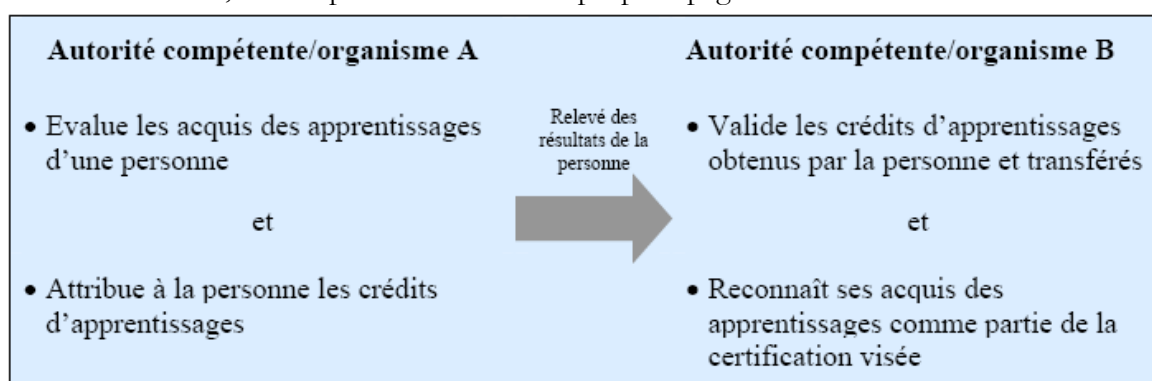 Autorité compétente/organisme A
• Evalue les acquis des apprentissages
d'une personne
et
• Attribue à la personne les crédits
d'apprentissages
Relevé des
résultats de la
personne
Autorité compétente/organisme B
• Valide les crédits d'apprentissages
obtenus par la personne et transférés
et
• Reconnaît ses acquis des
apprentissages comme partie de la
certification visée